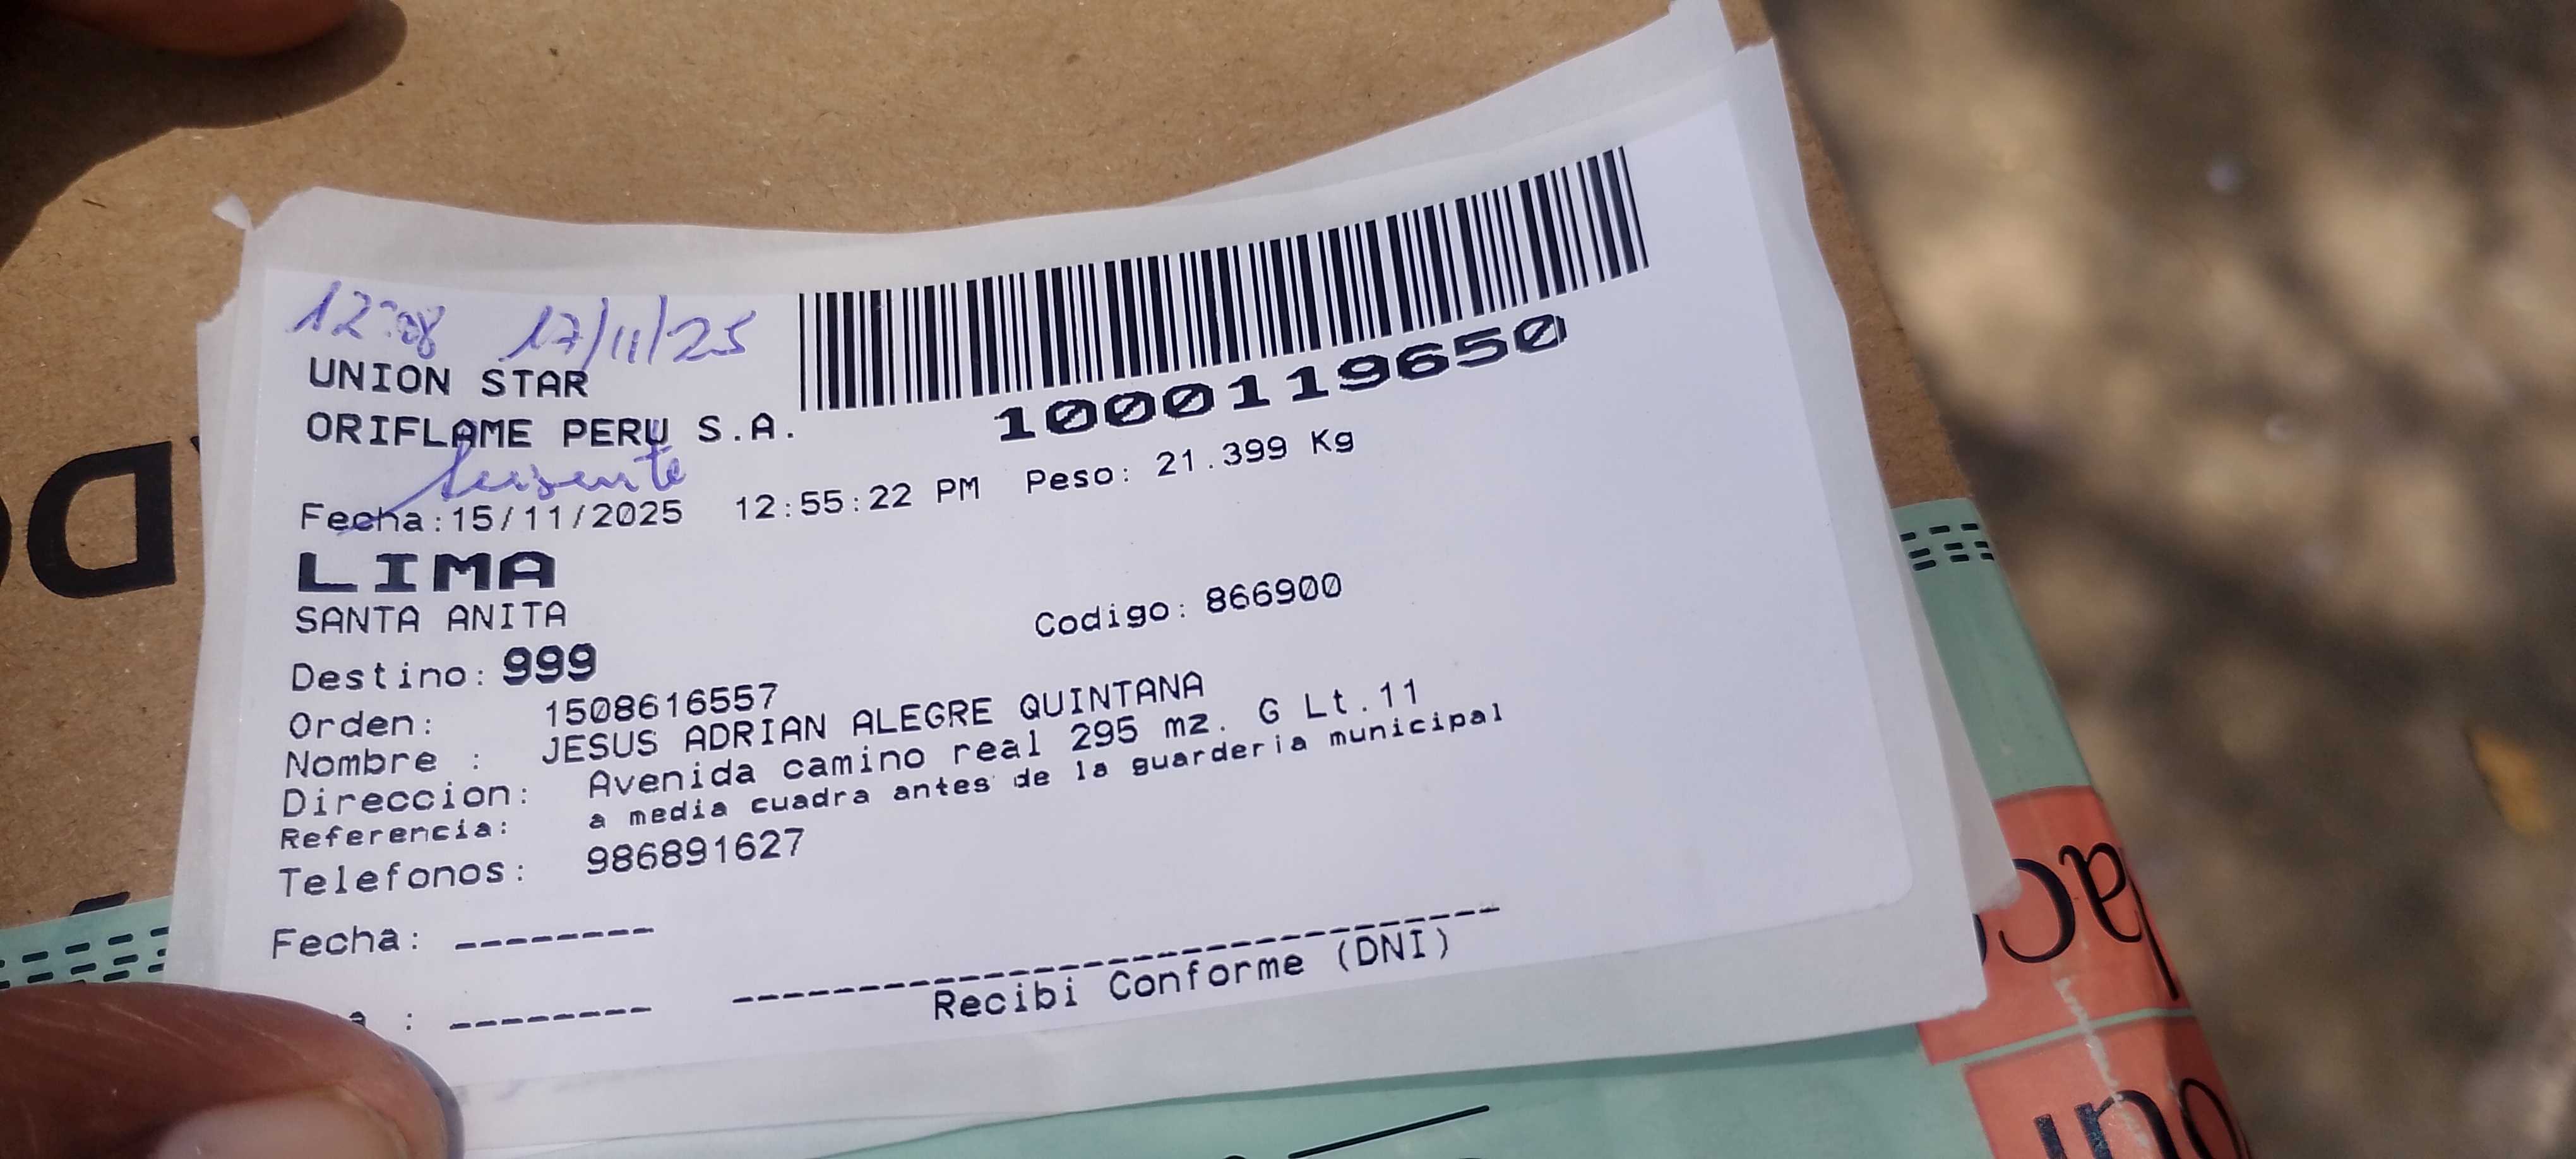 12:08 17/11/25
UNION STAR
ORIFLAME PERU S.A.
1000119650
Fecha:15/11/2025 12:55:22 PM Peso: 21.399 Kg
LIMA
SANTA ANITA
Codigo: 866900
Destino: 999
Orden: 1508616557
Nombre : JESUS ADRIAN ALEGRE QUINTANA
Direccion: Avenida camino real 295 mz. G Lt.11
Referencia: a media cuadra antes de la guarderia municipal
Telefonos: 986891627
Fecha: --------
a : --------
Recibi Conforme (DNI)